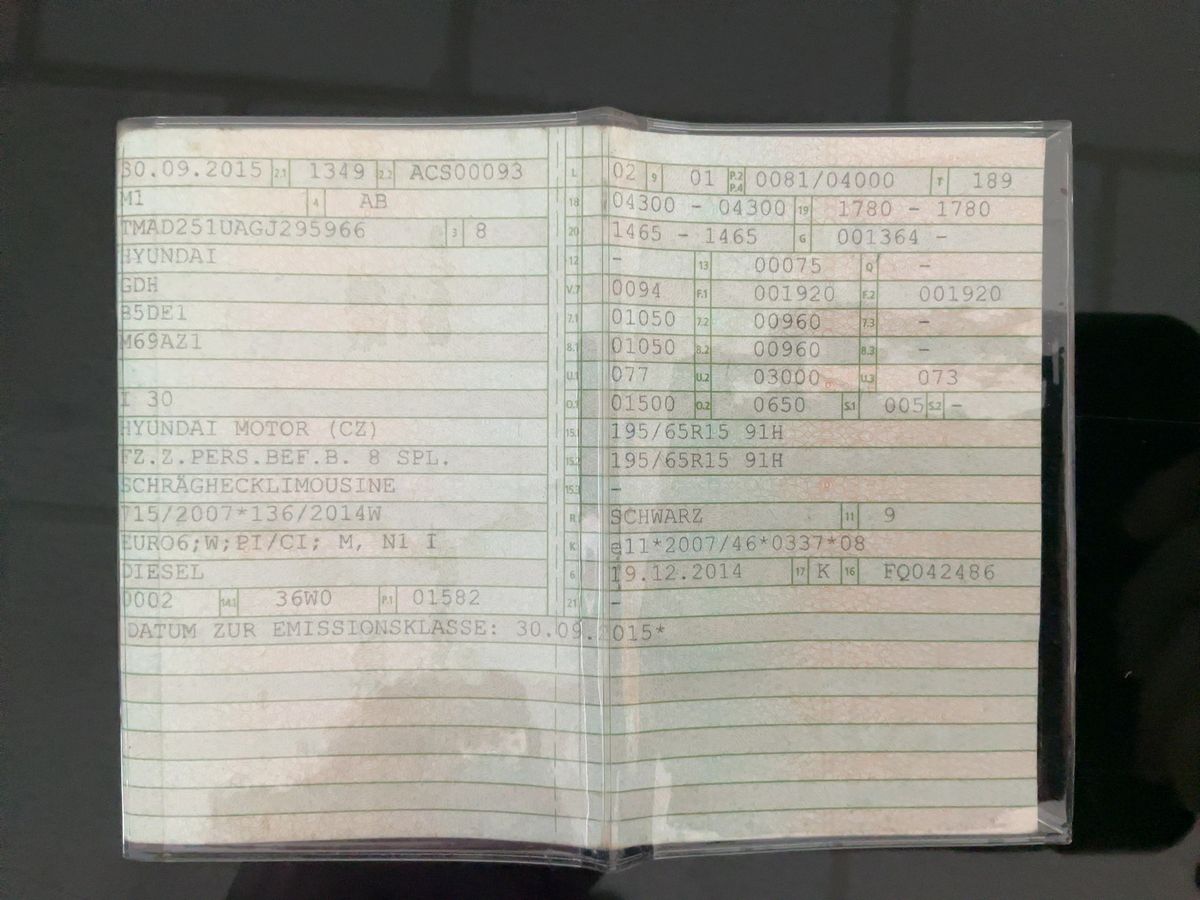 30.09.2015 2.1 1349 2.2 ACS00093
M1 4 AB
TMAD251UAGJ295966 3 8
HYUNDAI
GDH
B5DE1
M69AZ1
I 30
HYUNDAI MOTOR (CZ)
FZ.Z.PERS.BEF.B. 8 SPL.
SCHRÄGHECKLIMOUSINE
715/2007*136/2014W
EURO6;W;PI/CI; M, N1 I
DIESEL
0002 14.1 36W0 P.1 01582
DATUM ZUR EMISSIONSKLASSE: 30.09.2015*
L 02 9 01 P.2 P.4 0081/04000 T 189
18 04300 - 04300 19 1780 - 1780
20 1465 - 1465 G 001364 -
12 - 13 00075 Q -
V.7 0094 F.1 001920 F.2 001920
7.1 01050 7.2 00960 7.3 -
8.1 01050 8.2 00960 8.3 -
U.1 077 U.2 03000 U.3 073
O.1 01500 O.2 0650 S.1 005 S.2 -
15.1 195/65R15 91H
15.2 195/65R15 91H
15.3 -
R SCHWARZ 11 9
K e11*2007/46*0337*08
6 19.12.2014 17 K 16 FQ042486
21 -